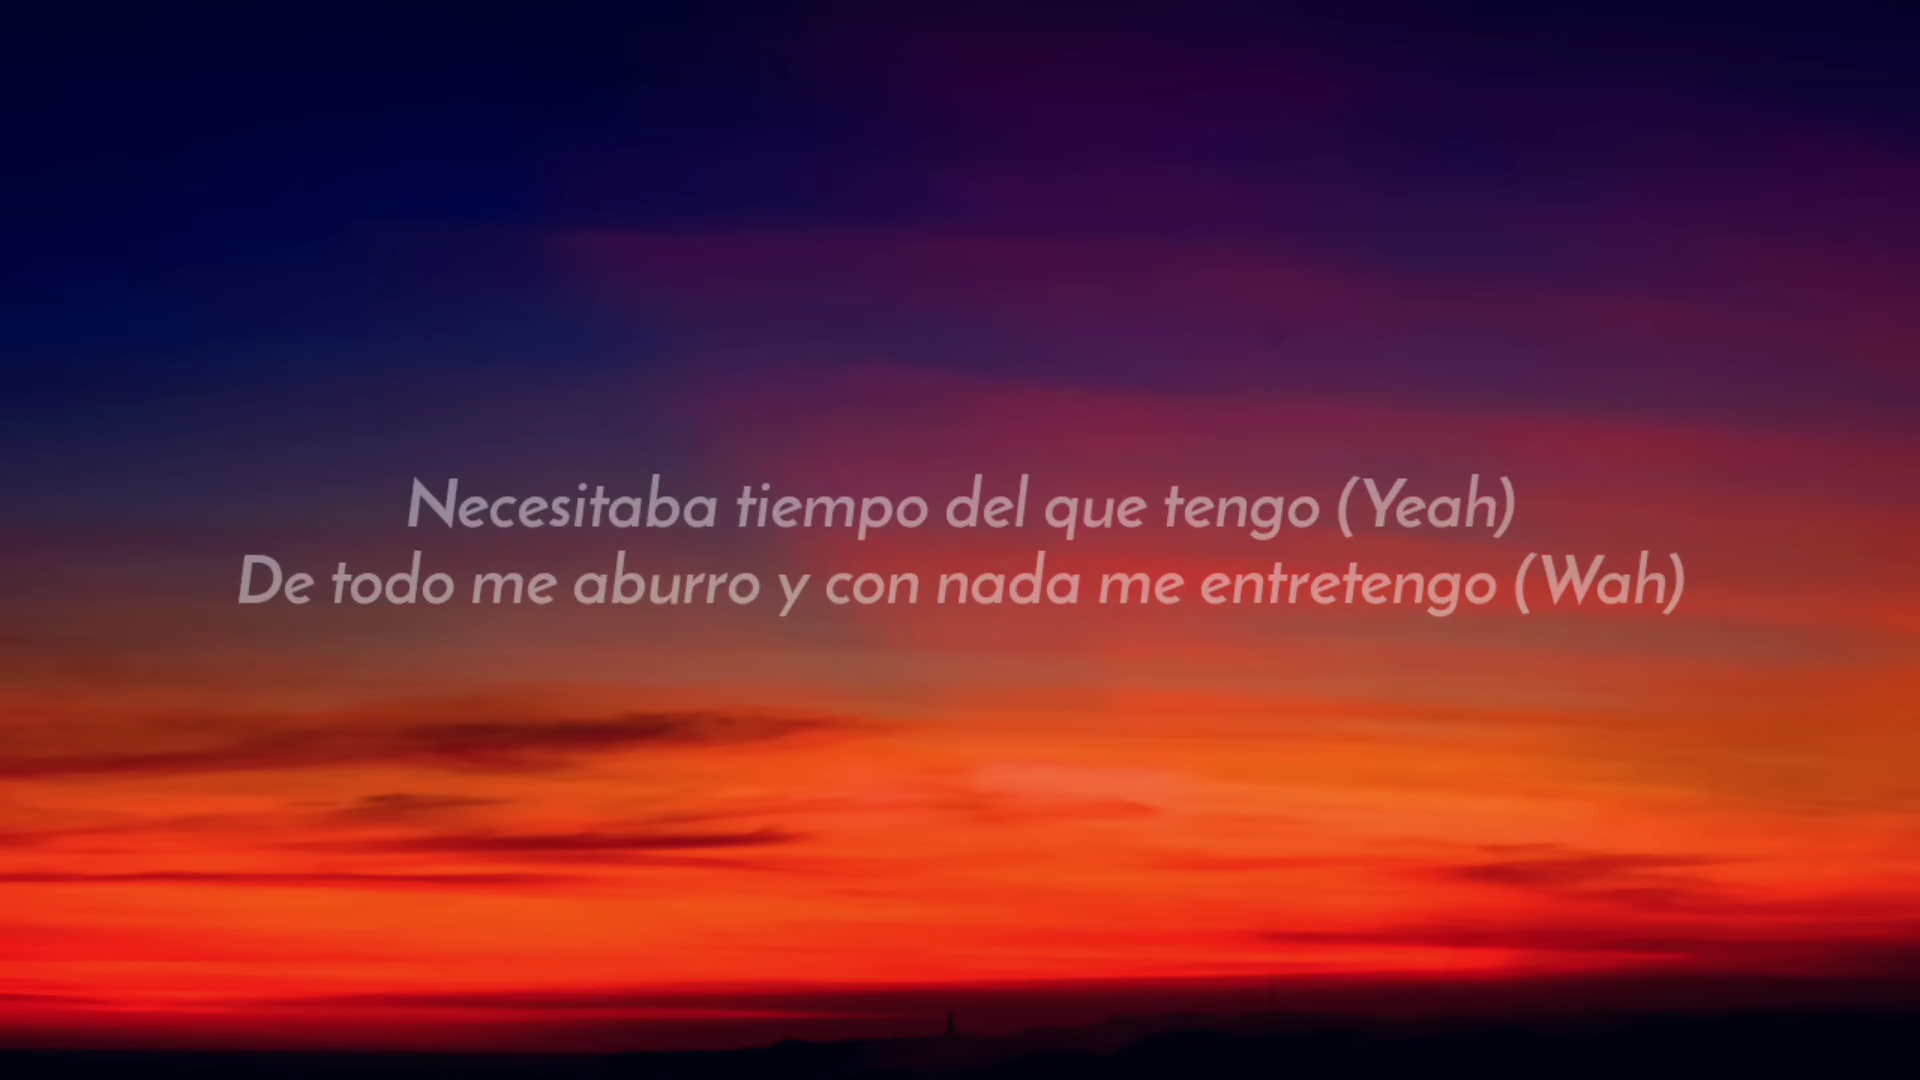 Necesitaba tiempo del que tengo (Yeah)
De todo me aburro y con nada me entretengo (Wah)